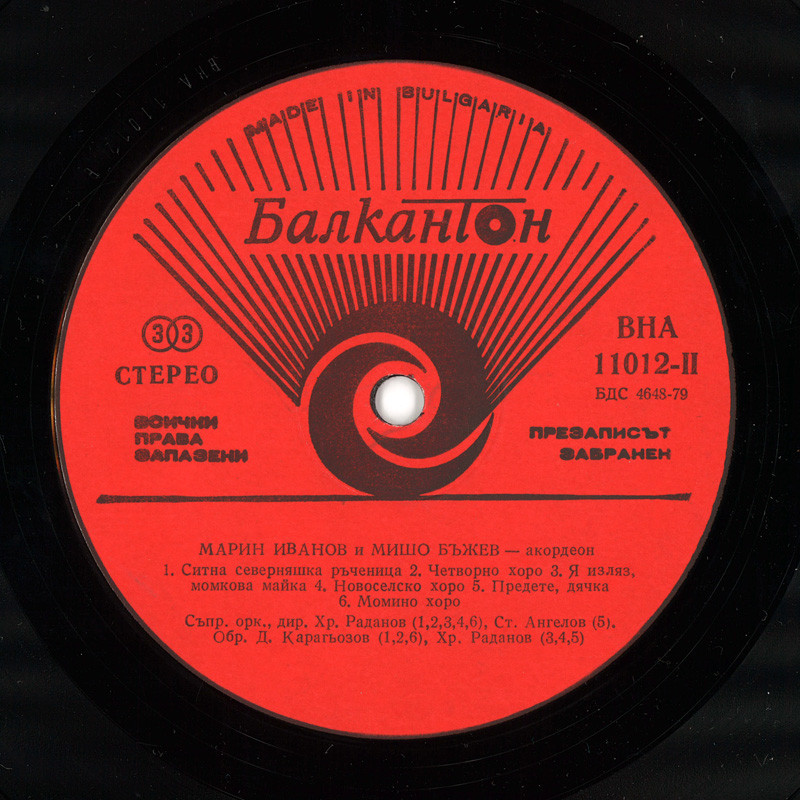 MADE IN BULGARIA
Балкантон
33
СТЕРЕО
ВНА
11012-II
БДС 4648-79
ВСИЧКИ
ПРАВА
ЗАПАЗЕНИ
ПРЕЗАПИСЪТ
ЗАБРАНЕН
МАРИН ИВАНОВ и МИШО БЪЖЕВ — акордеон
1. Ситна северняшка ръченица 2. Четворно хоро 3. Я изляз,
момкова майка 4. Новоселско хоро 5. Предете, дячка
6. Момино хоро
Съпр. орк., дир. Хр. Раданов (1,2,3,4,6), Ст. Ангелов (5).
Обр. Д. Карагьозов (1,2,6), Хр. Раданов (3,4,5)